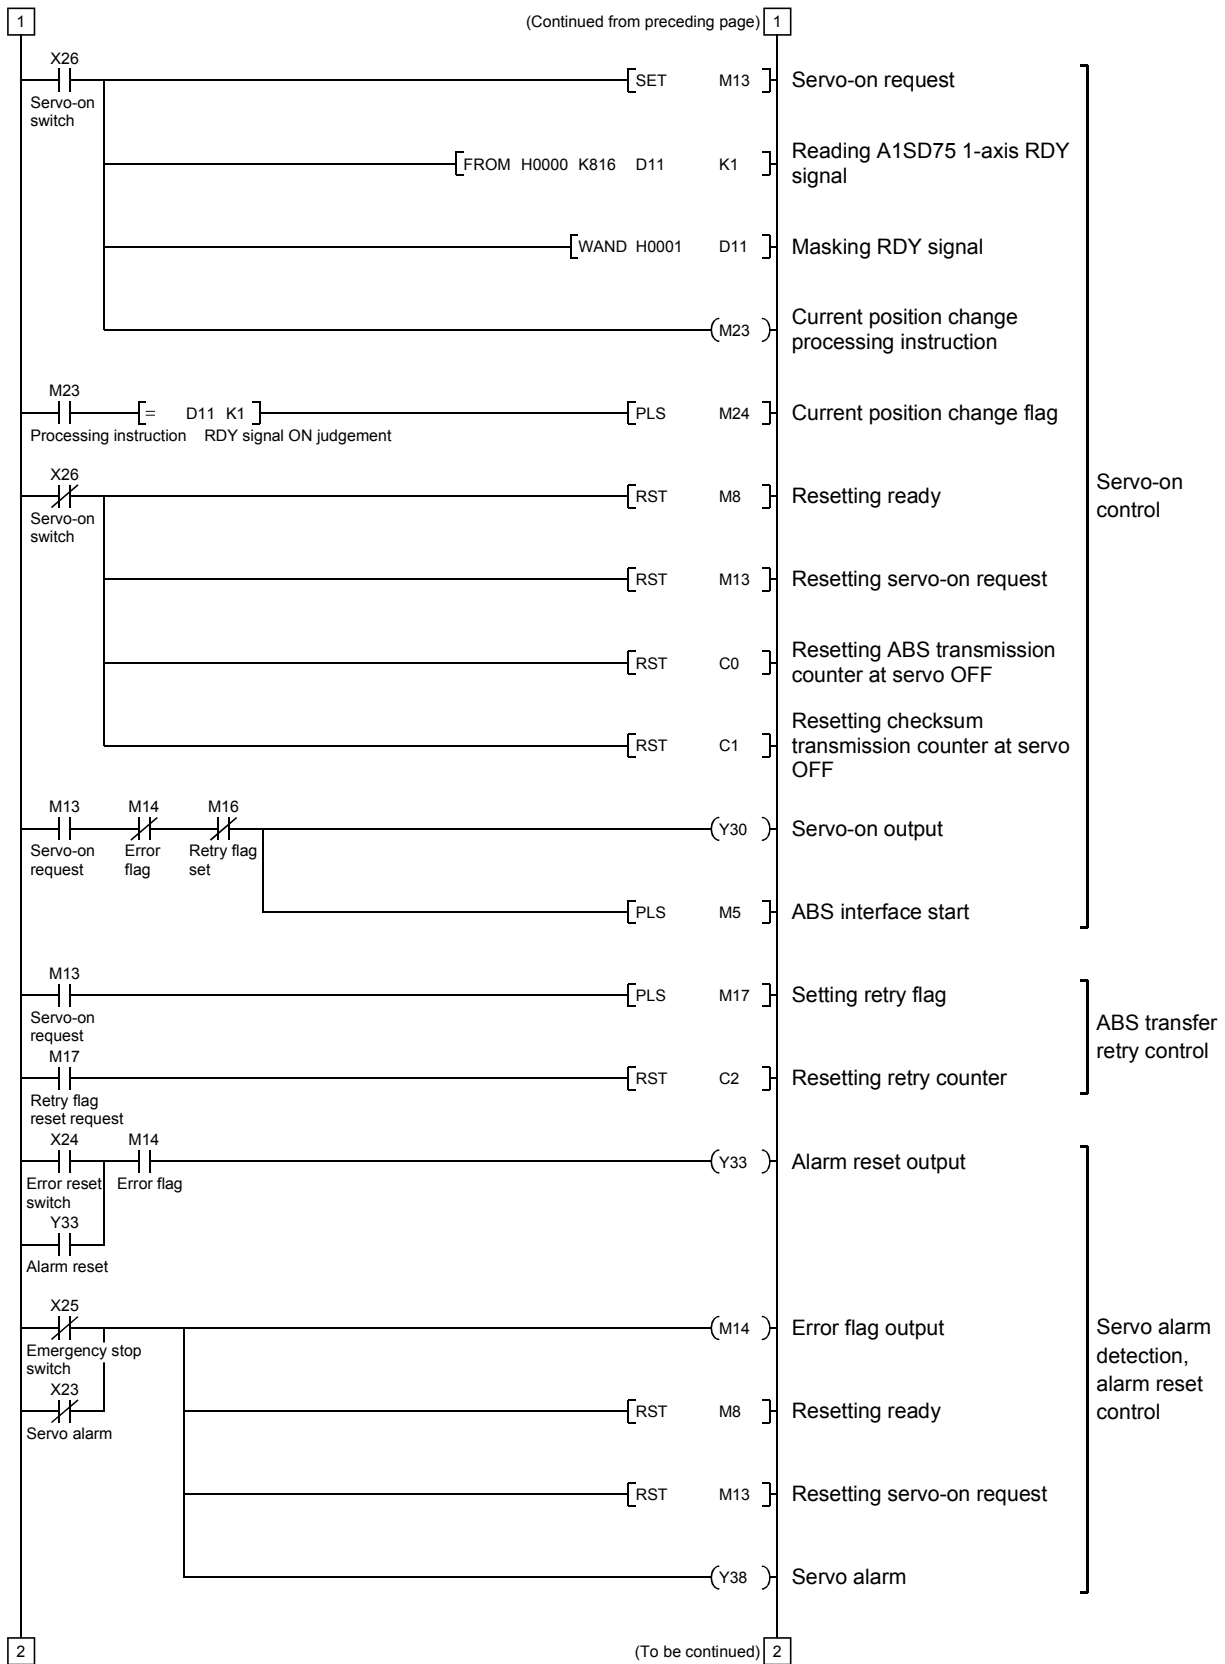 1 (Continued from preceding page) 1
X26
SET M13 Servo-on request
Servo-on
switch
FROM H0000 K816 D11 K1 Reading A1SD75 1-axis RDY
signal
WAND H0001 D11 Masking RDY signal
M23 Current position change
processing instruction
M23
= D11 K1 PLS M24 Current position change flag
Processing instruction RDY signal ON judgement
X26
RST M8 Resetting ready
Servo-on
switch
Servo-on
control
RST M13 Resetting servo-on request
RST C0 Resetting ABS transmission
counter at servo OFF
RST C1 Resetting checksum
transmission counter at servo
OFF
M13 M14 M16
Y30 Servo-on output
Servo-on Error Retry flag
request flag set
PLS M5 ABS interface start
M13
PLS M17 Setting retry flag
Servo-on
request
ABS transfer
retry control
M17
RST C2 Resetting retry counter
Retry flag
reset request
X24 M14
Y33 Alarm reset output
Error reset Error flag
switch
Y33
Alarm reset
X25
M14 Error flag output
Emergency stop
switch
Servo alarm
detection,
alarm reset
control
X23
RST M8 Resetting ready
Servo alarm
RST M13 Resetting servo-on request
Y38 Servo alarm
2 (To be continued) 2